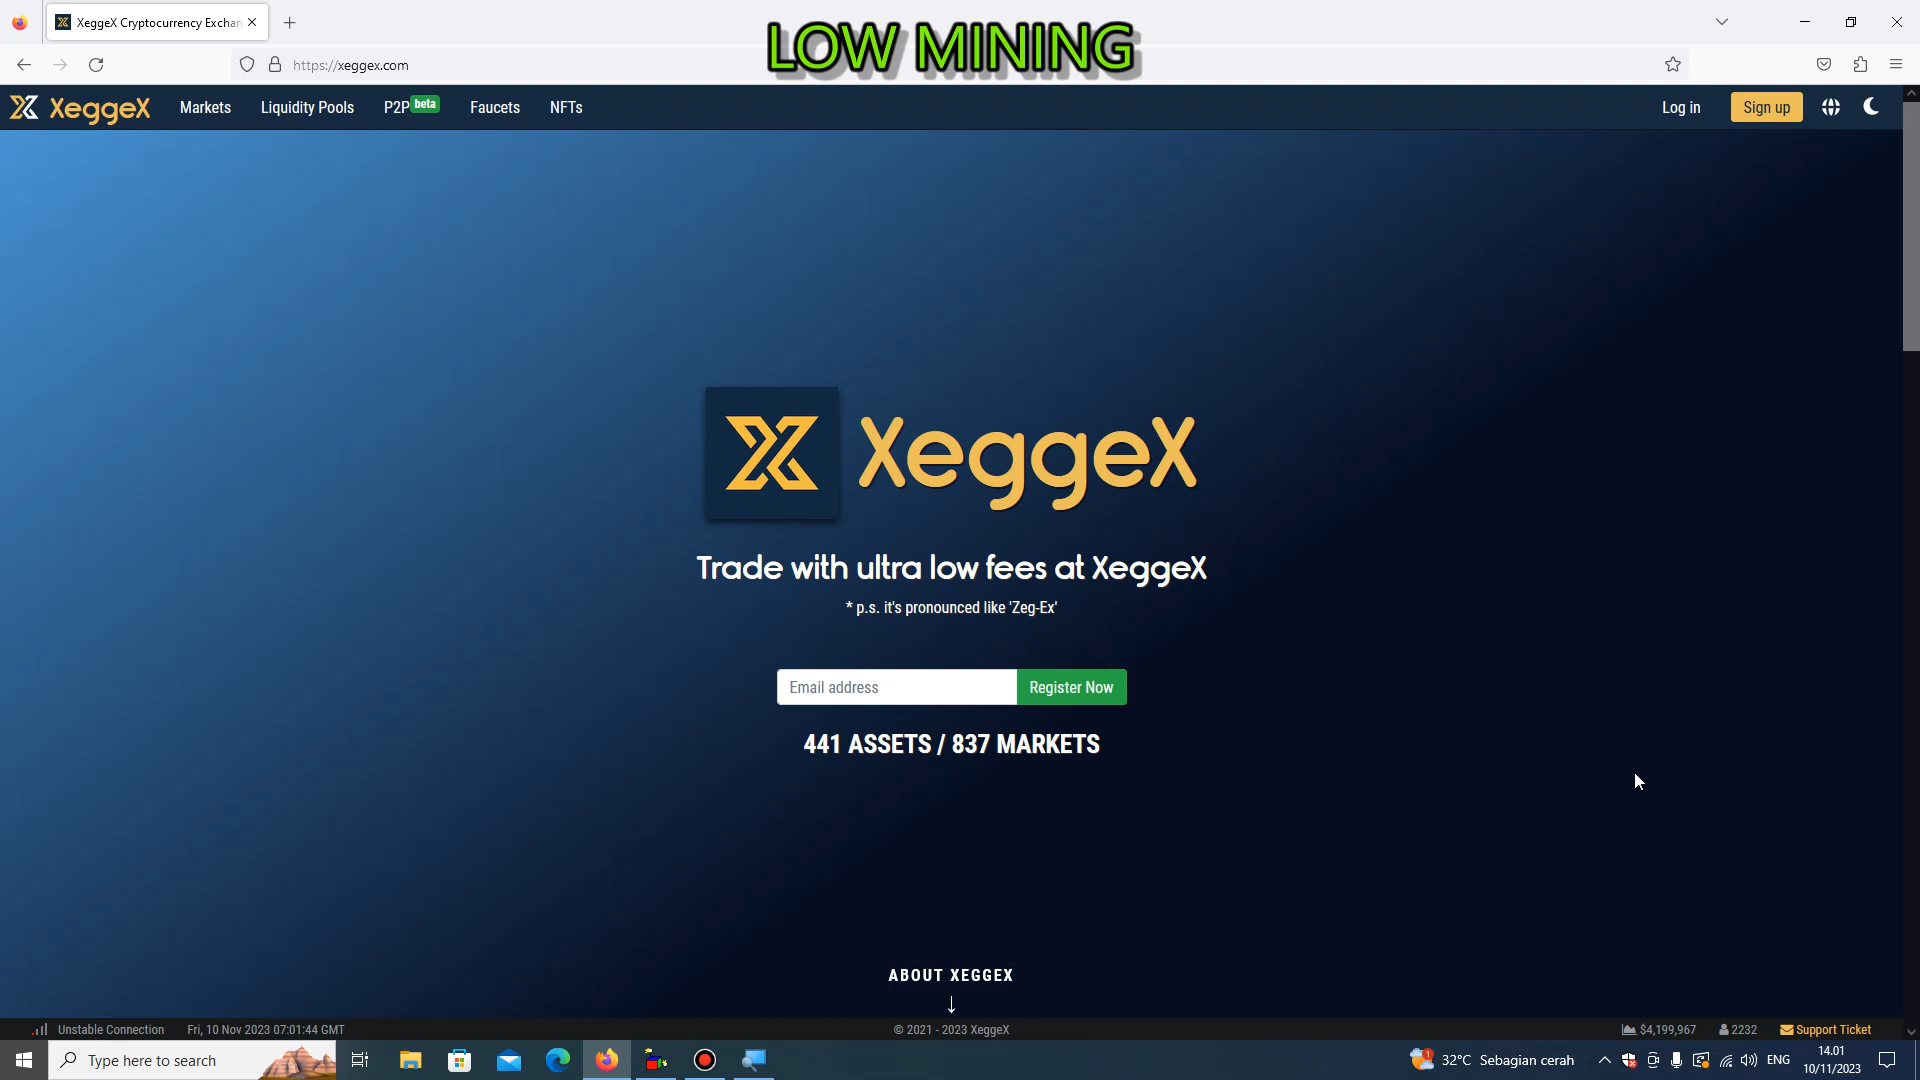 XeggeX Cryptocurrency Exchan
LOW MINING
https://xeggex.com
XeggeX
Markets
Liquidity Pools
P2P beta
Faucets
NFTs
Log in
Sign up
XeggeX
Trade with ultra low fees at XeggeX
* p.s. it's pronounced like 'Zeg-Ex'
Email address
Register Now
441 ASSETS / 837 MARKETS
ABOUT XEGGEX
↓
Unstable Connection
Fri, 10 Nov 2023 07:01:44 GMT
© 2021 - 2023 XeggeX
$4,199,967
2232
Support Ticket
Type here to search
1
32°C Sebagian cerah
ENG
14.01
10/11/2023